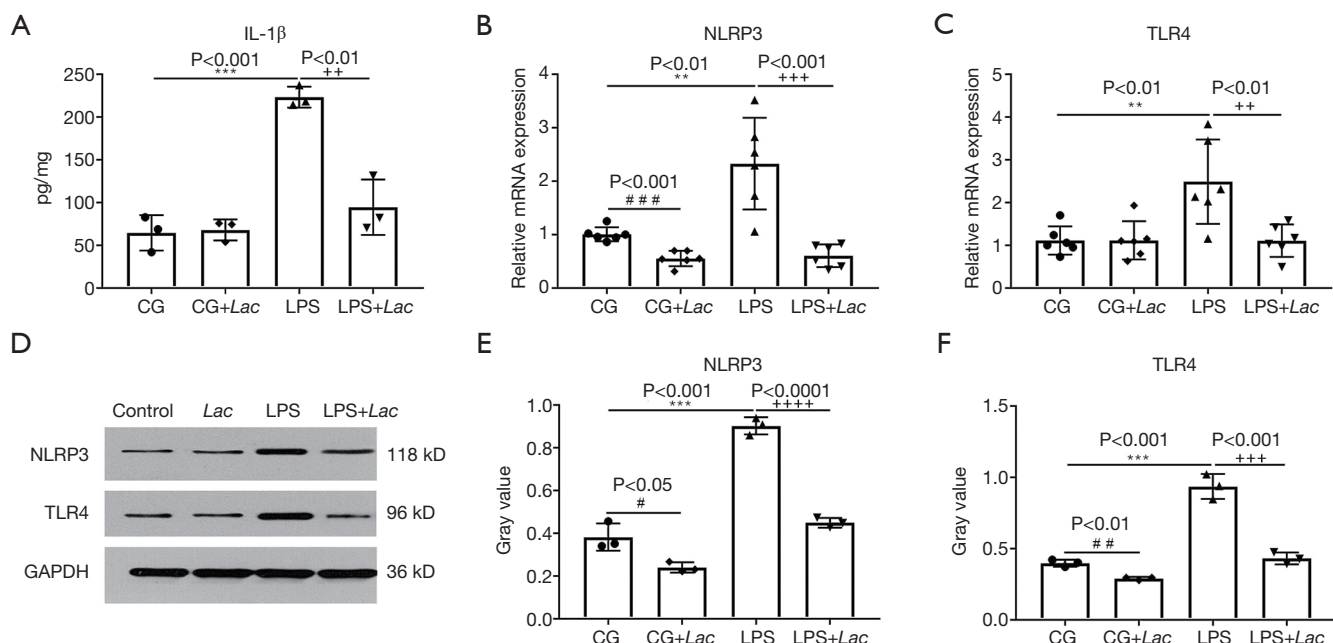 A
IL-1β
P<0.001 P<0.01
*** ++
250
200
150
100
50
0
pg/mg
CG CG+Lac LPS LPS+Lac
B
NLRP3
P<0.01 P<0.001
** +++
P<0.001
# # #
4
3
2
1
0
Relative mRNA expression
CG CG+Lac LPS LPS+Lac
C
TLR4
P<0.01 P<0.01
** ++
5
4
3
2
1
0
Relative mRNA expression
CG CG+Lac LPS LPS+Lac
D
Control Lac LPS LPS+Lac
NLRP3 118 kD
TLR4 96 kD
GAPDH 36 kD
E
NLRP3
P<0.001 P<0.0001
*** ++++
P<0.05
#
1.0
0.8
0.6
0.4
0.2
0.0
Gray value
CG CG+Lac LPS LPS+Lac
F
TLR4
P<0.001 P<0.001
*** +++
P<0.01
# #
1.5
1.0
0.5
0.0
Gray value
CG CG+Lac LPS LPS+Lac